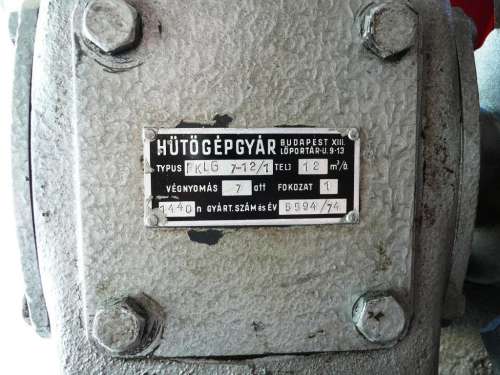 HŰTŐGÉPGYÁR BUDAPEST XIII. LŐPORTÁR-U. 9-13
TYPUS FKLG 7-12/1 TELJ 12 m³/ó.
VÉGNYOMÁS 7 att FOKOZAT 1
1440 n GYÁRT. SZÁM és ÉV 5594/74